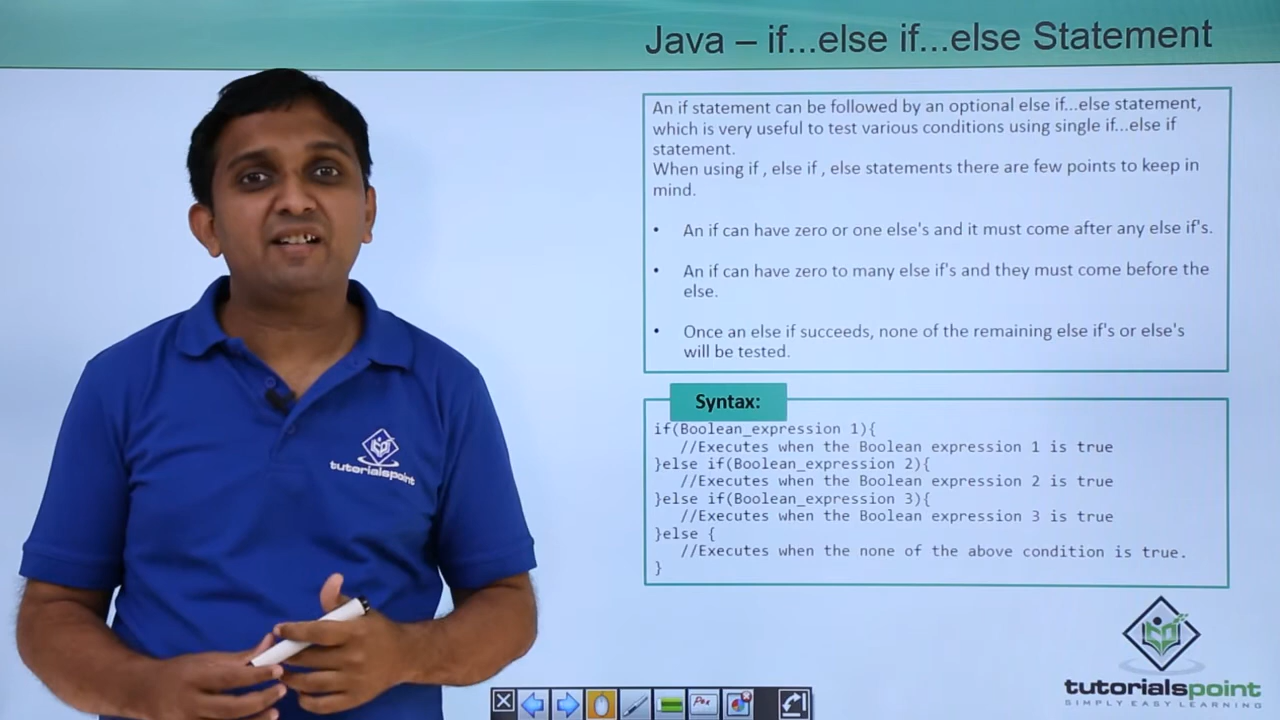 Java – if...else if...else Statement
An if statement can be followed by an optional else if...else statement,
which is very useful to test various conditions using single if...else if
statement.
When using if , else if , else statements there are few points to keep in
mind.
• An if can have zero or one else's and it must come after any else if's.
• An if can have zero to many else if's and they must come before the
else.
• Once an else if succeeds, none of the remaining else if's or else's
will be tested.
Syntax:
if(Boolean_expression 1){
//Executes when the Boolean expression 1 is true
}else if(Boolean_expression 2){
//Executes when the Boolean expression 2 is true
}else if(Boolean_expression 3){
//Executes when the Boolean expression 3 is true
}else {
//Executes when the none of the above condition is true.
}
tutorialspoint
tutorialspoint
SIMPLY EASY LEARNING